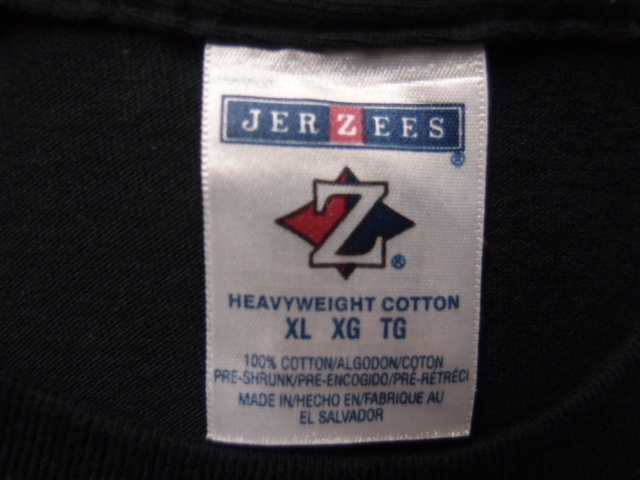 JERZEES
®
Z
®
HEAVYWEIGHT COTTON
XL XG TG
100% COTTON/ALGODON/COTON
PRE-SHRUNK/PRE-ENCOGIDO/PRÉ-RÉTRÉCI
MADE IN/HECHO EN/FABRIQUE AU
EL SALVADOR